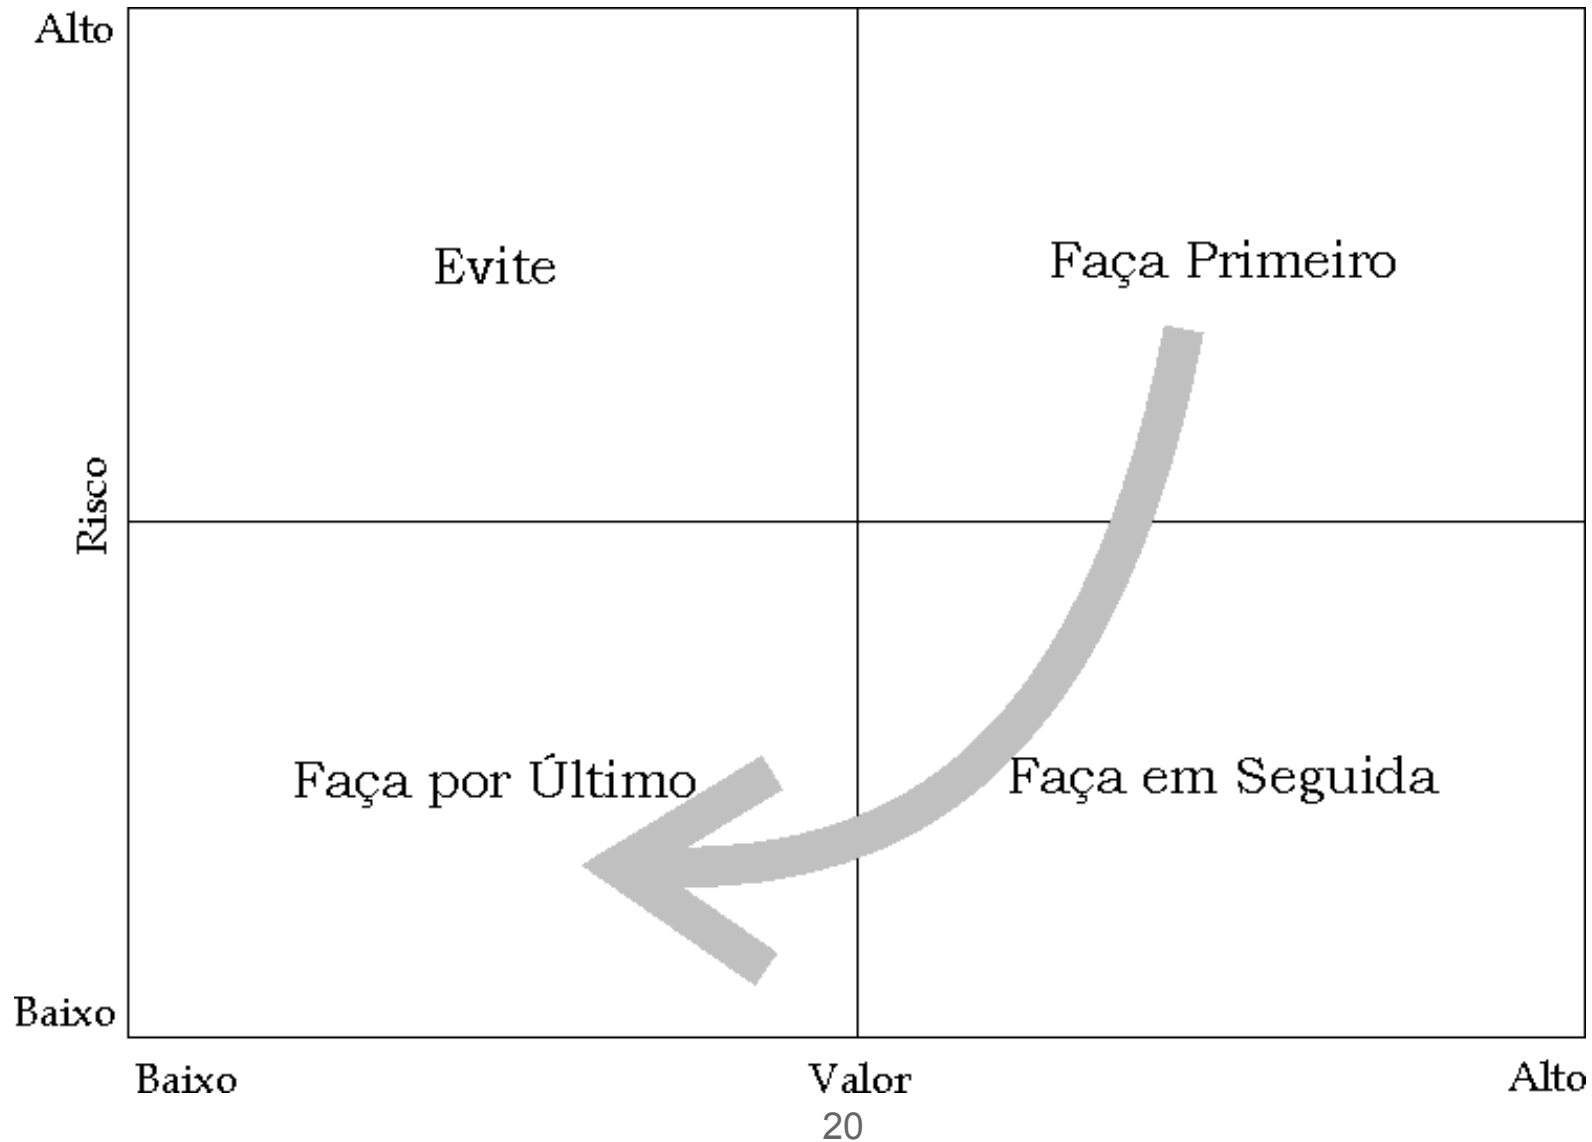 Alto
Evite
Faça Primeiro
Risco
Faça por Último
Faça em Seguida
Baixo
Baixo
Valor
Alto
20